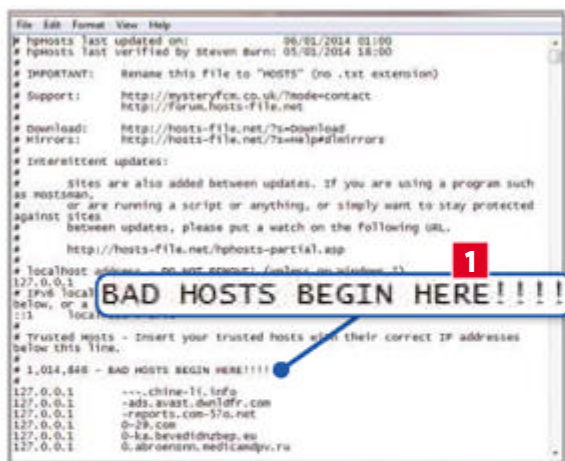 File Edit Format View Help
# hpHosts last updated on: 06/01/2014 01:00
# hpHosts last verified by Steven Burn: 05/01/2014 18:00
#
# IMPORTANT: Rename this file to "HOSTS" (no .txt extension)
#
# Support: http://mysteryfcm.co.uk/?mode=contact
# http://forum.hosts-file.net
#
# Download: http://hosts-file.net/?s=Download
# Mirrors: http://hosts-file.net/?s=Help#dlmirrors
#
# Intermittent updates:
#
# Sites are also added between updates. If you are using a program such
as Hostsman,
# or are running a script or anything, or simply want to stay protected
against sites
# between updates, please put a watch on the following URL.
#
# http://hosts-file.net/hphosts-partial.asp
#
# localhost address - DO NOT REMOVE! (unless on Windows 7)
127.0.0.1
# IPv6
below, or a
::1
1
BAD HOSTS BEGIN HERE!!!!
#
# Trusted Hosts - Insert your trusted hosts with their correct IP addresses
below this line.
#
# 1,014,848 - BAD HOSTS BEGIN HERE!!!!
#
127.0.0.1 ---.chine-li.info
127.0.0.1 -ads.avast.dwnldfr.com
127.0.0.1 -reports.com-57o.net
127.0.0.1 0-29.com
127.0.0.1 0-ka.bevedidnzbep.eu
127.0.0.1